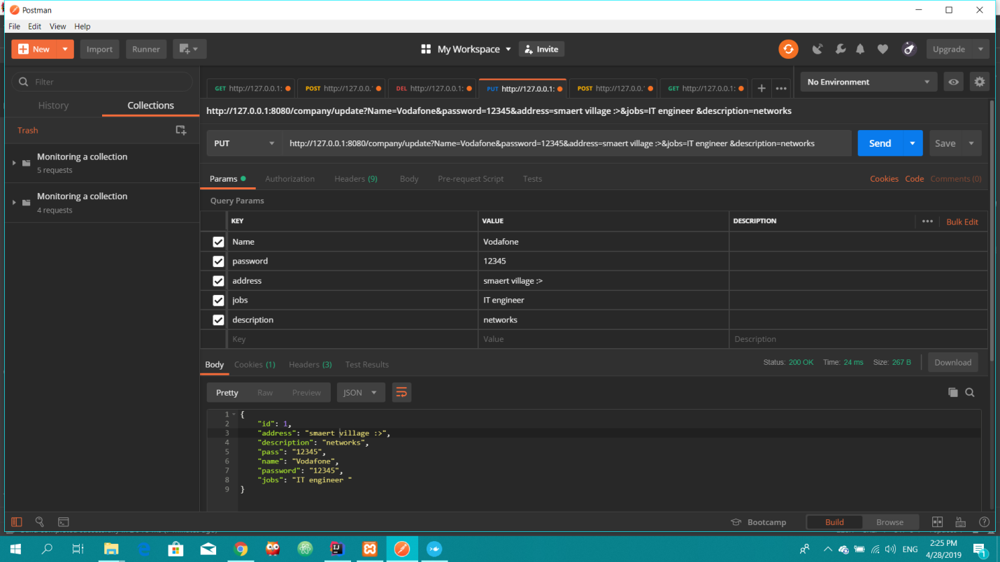 Postman
File Edit View Help
New Import Runner My Workspace Invite Upgrade
Filter
History Collections
Trash
Monitoring a collection
5 requests
Monitoring a collection
4 requests
GET http://127.0.0.1: POST http://127.0.0.' DEL http://127.0.0.1: PUT http://127.0.0.1: POST http://127.0.0.' GET http://127.0.0.1: No Environment
http://127.0.0.1:8080/company/update?Name=Vodafone&password=12345&address=smaert village :>&jobs=IT engineer &description=networks
PUT http://127.0.0.1:8080/company/update?Name=Vodafone&password=12345&address=smaert village :>&jobs=IT engineer &description=networks Send Save
Params Authorization Headers (9) Body Pre-request Script Tests Cookies Code Comments (0)
Query Params
KEY VALUE DESCRIPTION Bulk Edit
Name Vodafone
password 12345
address smaert village :>
jobs IT engineer
description networks
Key Value Description
Body Cookies (1) Headers (3) Test Results Status: 200 OK Time: 24 ms Size: 267 B Download
Pretty Raw Preview JSON
1 {
2 "id": 1,
3 "address": "smaert village :>",
4 "description": "networks",
5 "pass": "12345",
6 "name": "Vodafone",
7 "password": "12345",
8 "jobs": "IT engineer "
9 }
Bootcamp Build Browse
ENG 2:25 PM
4/28/2019
1